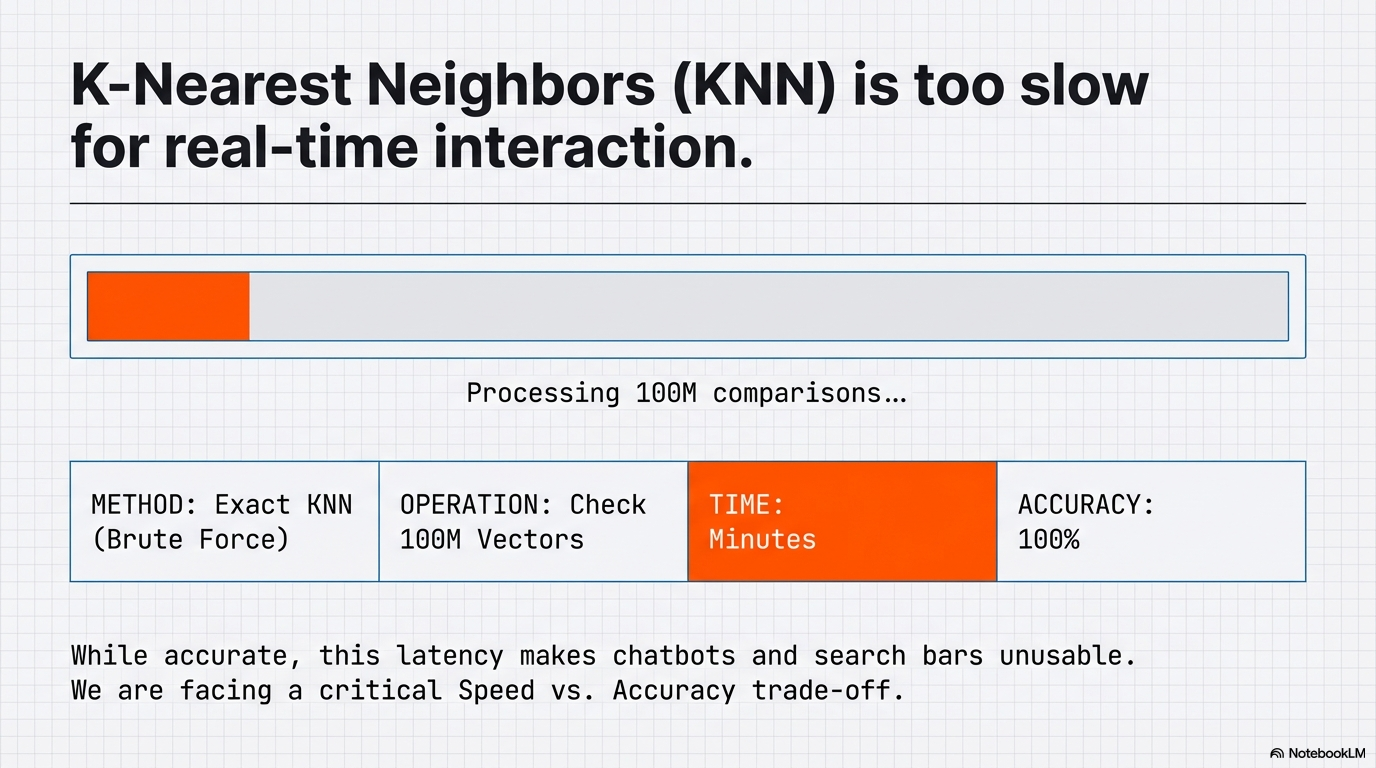 K-Nearest Neighbors (KNN) is too slow
for real-time interaction.
Processing 100M comparisons...
METHOD: Exact KNN
(Brute Force)
OPERATION: Check
100M Vectors
TIME:
Minutes
ACCURACY:
100%
While accurate, this latency makes chatbots and search bars unusable.
We are facing a critical Speed vs. Accuracy trade-off.
NotebookLM